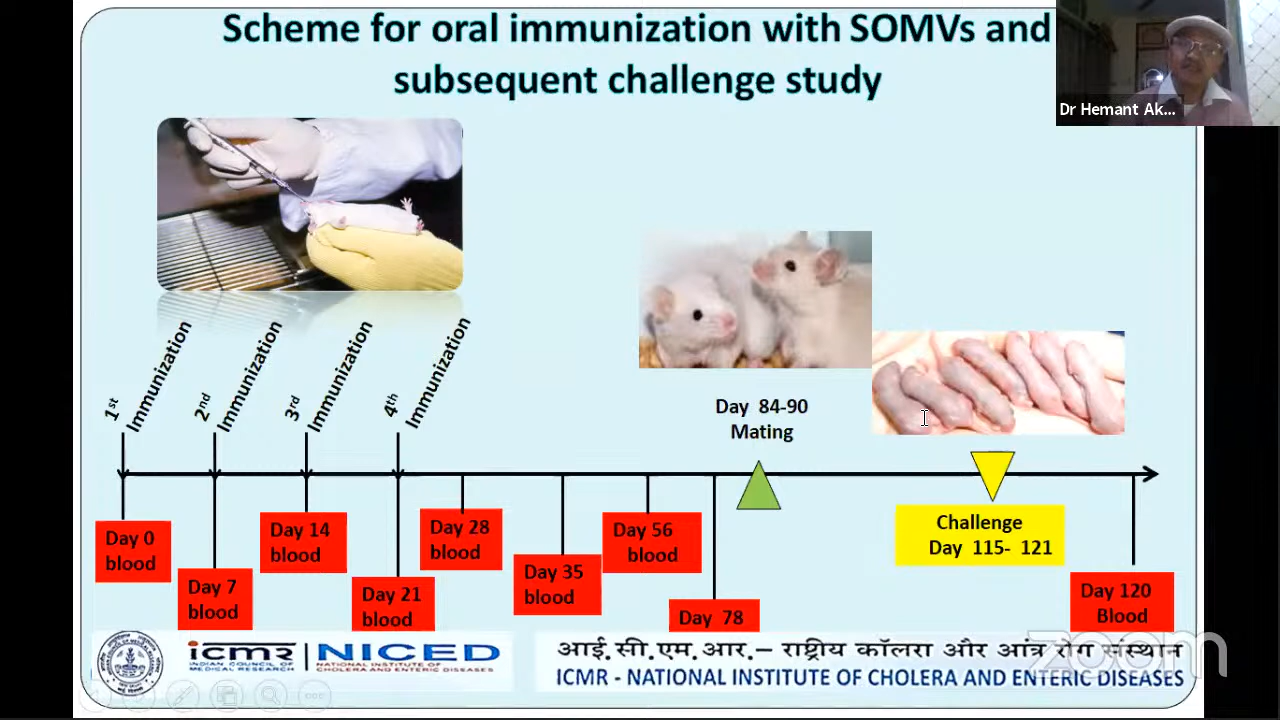 Scheme for oral immunization with SOMVs and
subsequent challenge study
Dr Hemant Ak...
1st
Immunization
2nd
Immunization
3rd
Immunization
4th
Immunization
Day 84-90
Mating
Day 0
blood
Day 7
blood
Day 14
blood
Day 21
blood
Day 28
blood
Day 35
blood
Day 56
blood
Day 78
Challenge
Day 115- 121
Day 120
Blood
icmr
INDIAN COUNCIL OF
MEDICAL RESEARCH
NICED
NATIONAL INSTITUTE OF
CHOLERA AND ENTERIC DISEASES
आई.सी.एम.आर.– राष्ट्रीय कॉलरा और आंत्र रोग संस्थान
ICMR - NATIONAL INSTITUTE OF CHOLERA AND ENTERIC DISEASES
zoom